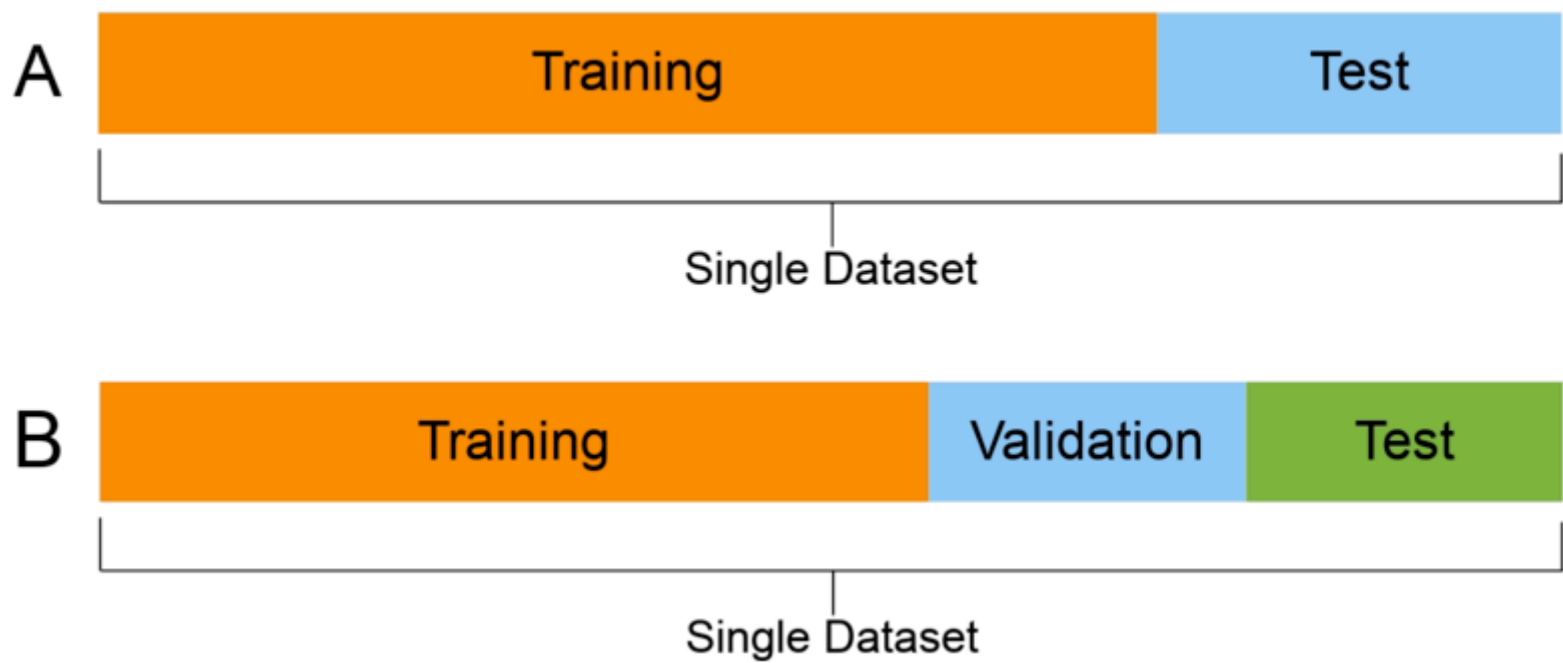 A
Training
Test
Single Dataset
B
Training
Validation
Test
Single Dataset